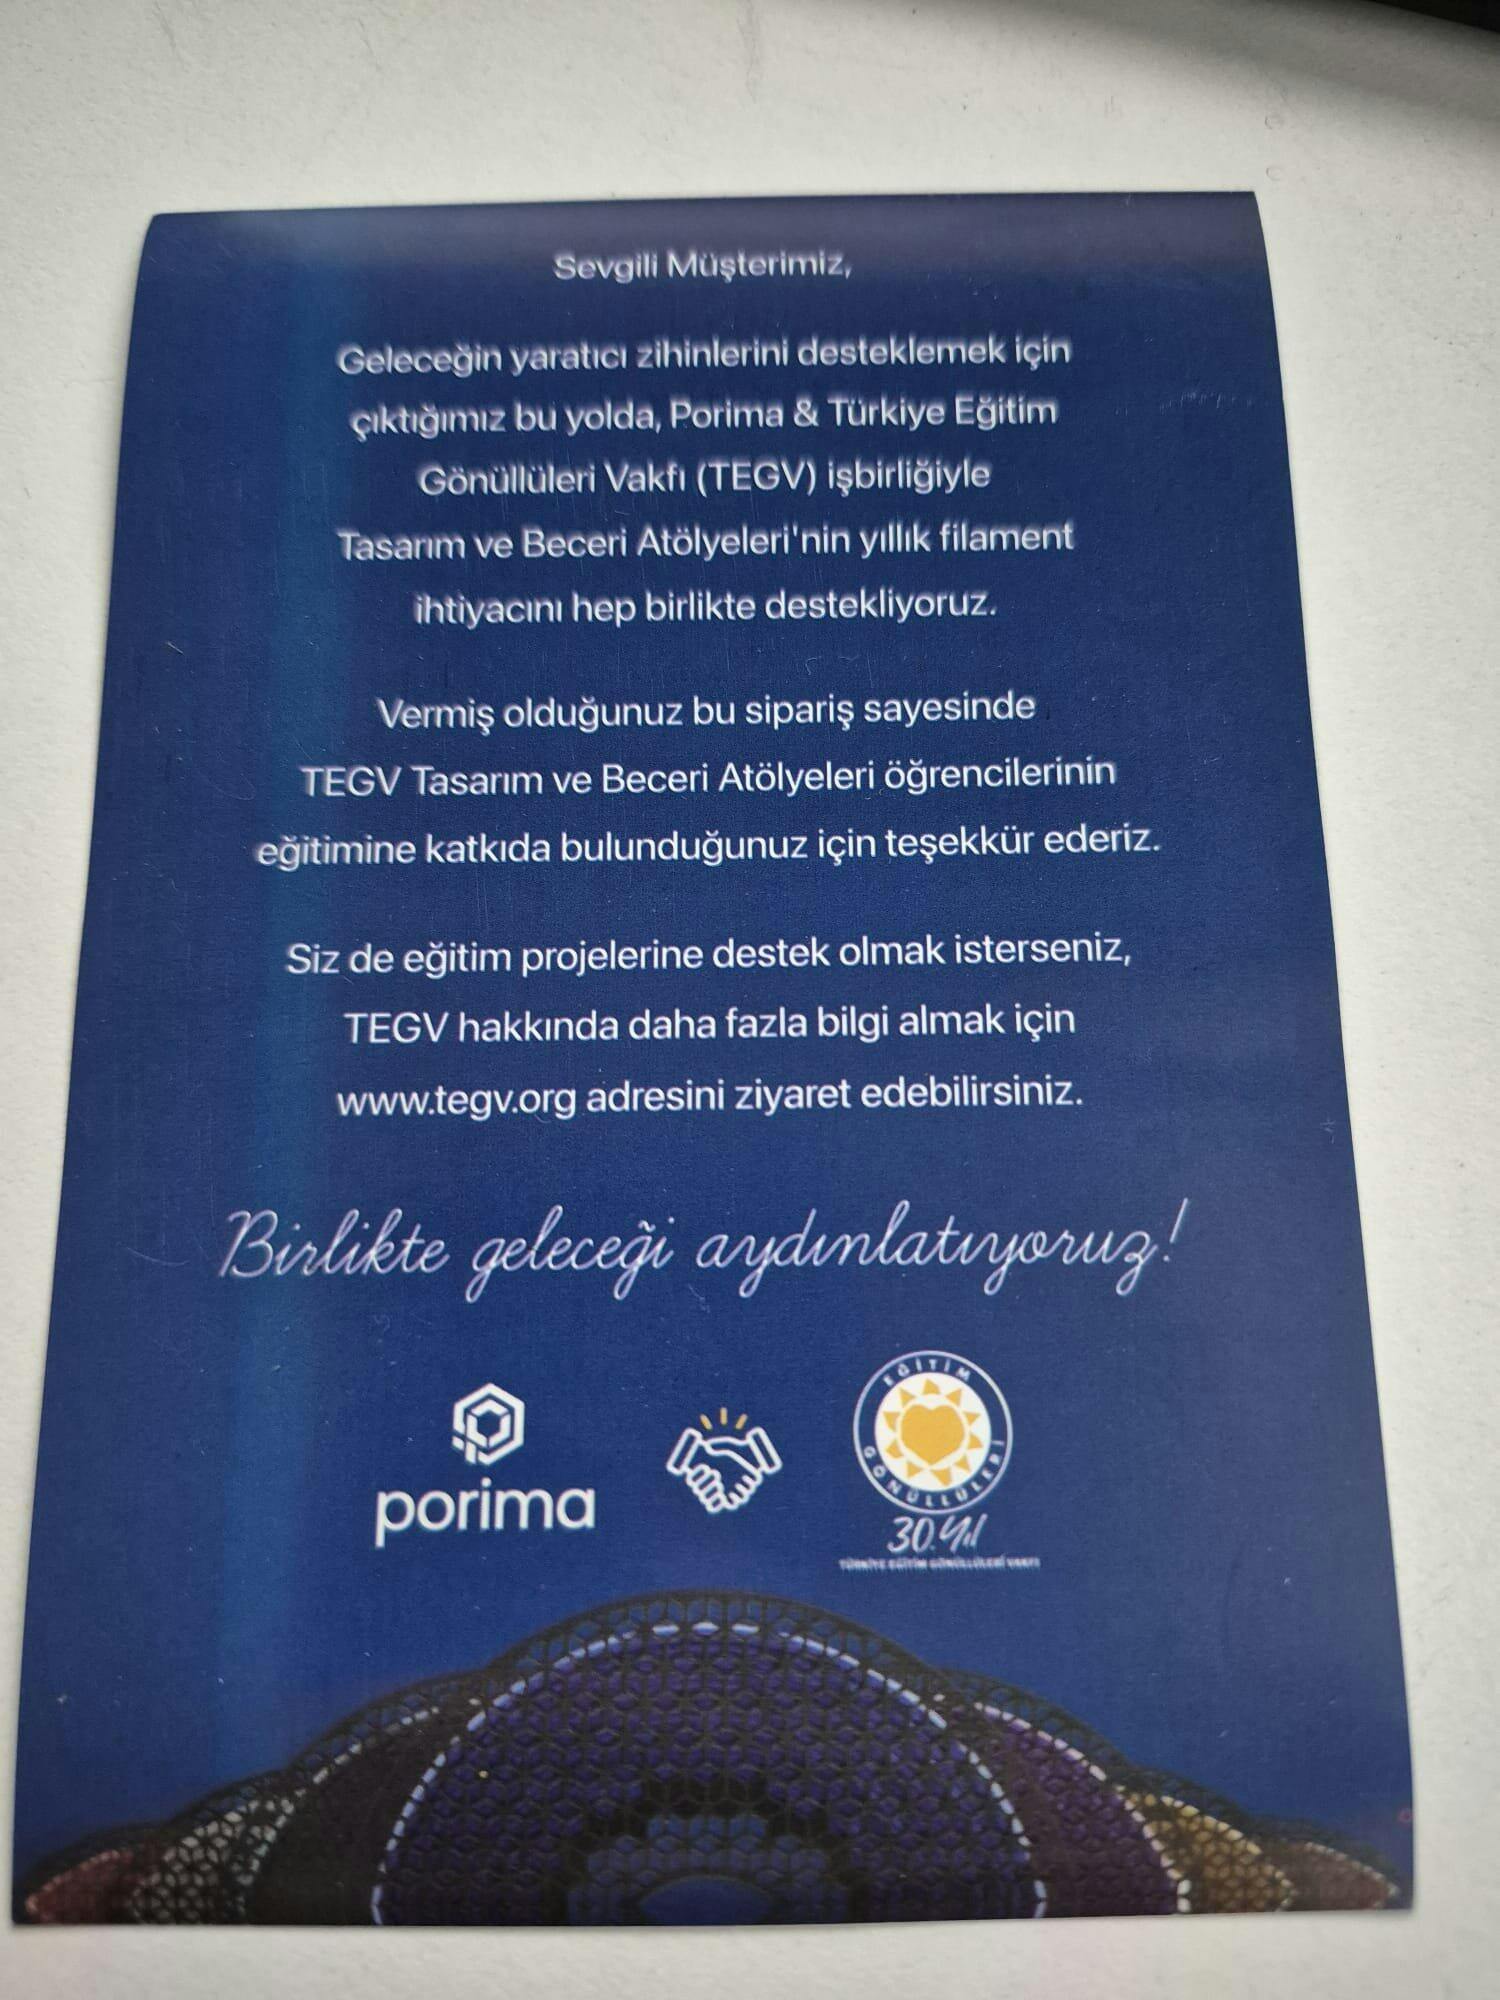 Sevgili Müşterimiz,
Geleceğin yaratıcı zihinlerini desteklemek için
çıktığımız bu yolda, Porima & Türkiye Eğitim
Gönüllüleri Vakfı (TEGV) işbirliğiyle
Tasarım ve Beceri Atölyeleri'nin yıllık filament
ihtiyacını hep birlikte destekliyoruz.
Vermiş olduğunuz bu sipariş sayesinde
TEGV Tasarım ve Beceri Atölyeleri öğrencilerinin
eğitimine katkıda bulunduğunuz için teşekkür ederiz.
Siz de eğitim projelerine destek olmak isterseniz,
TEGV hakkında daha fazla bilgi almak için
www.tegv.org adresini ziyaret edebilirsiniz.
Birlikte geleceği aydınlatıyoruz!
porima
EĞİTİM
GÖNÜLLÜLERİ
30. Yıl
TÜRKİYE EĞİTİM GÖNÜLLÜLERİ VAKFI